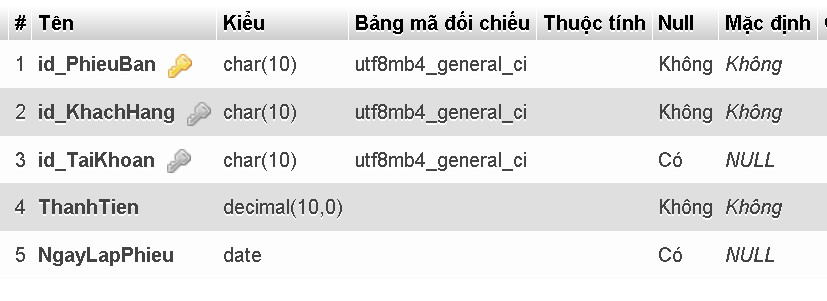 # Tên Kiểu Bảng mã đối chiếu Thuộc tính Null Mặc định
1 id_PhieuBan char(10) utf8mb4_general_ci Không Không
2 id_KhachHang char(10) utf8mb4_general_ci Không Không
3 id_TaiKhoan char(10) utf8mb4_general_ci Có NULL
4 ThanhTien decimal(10,0) Không Không
5 NgayLapPhieu date Có NULL